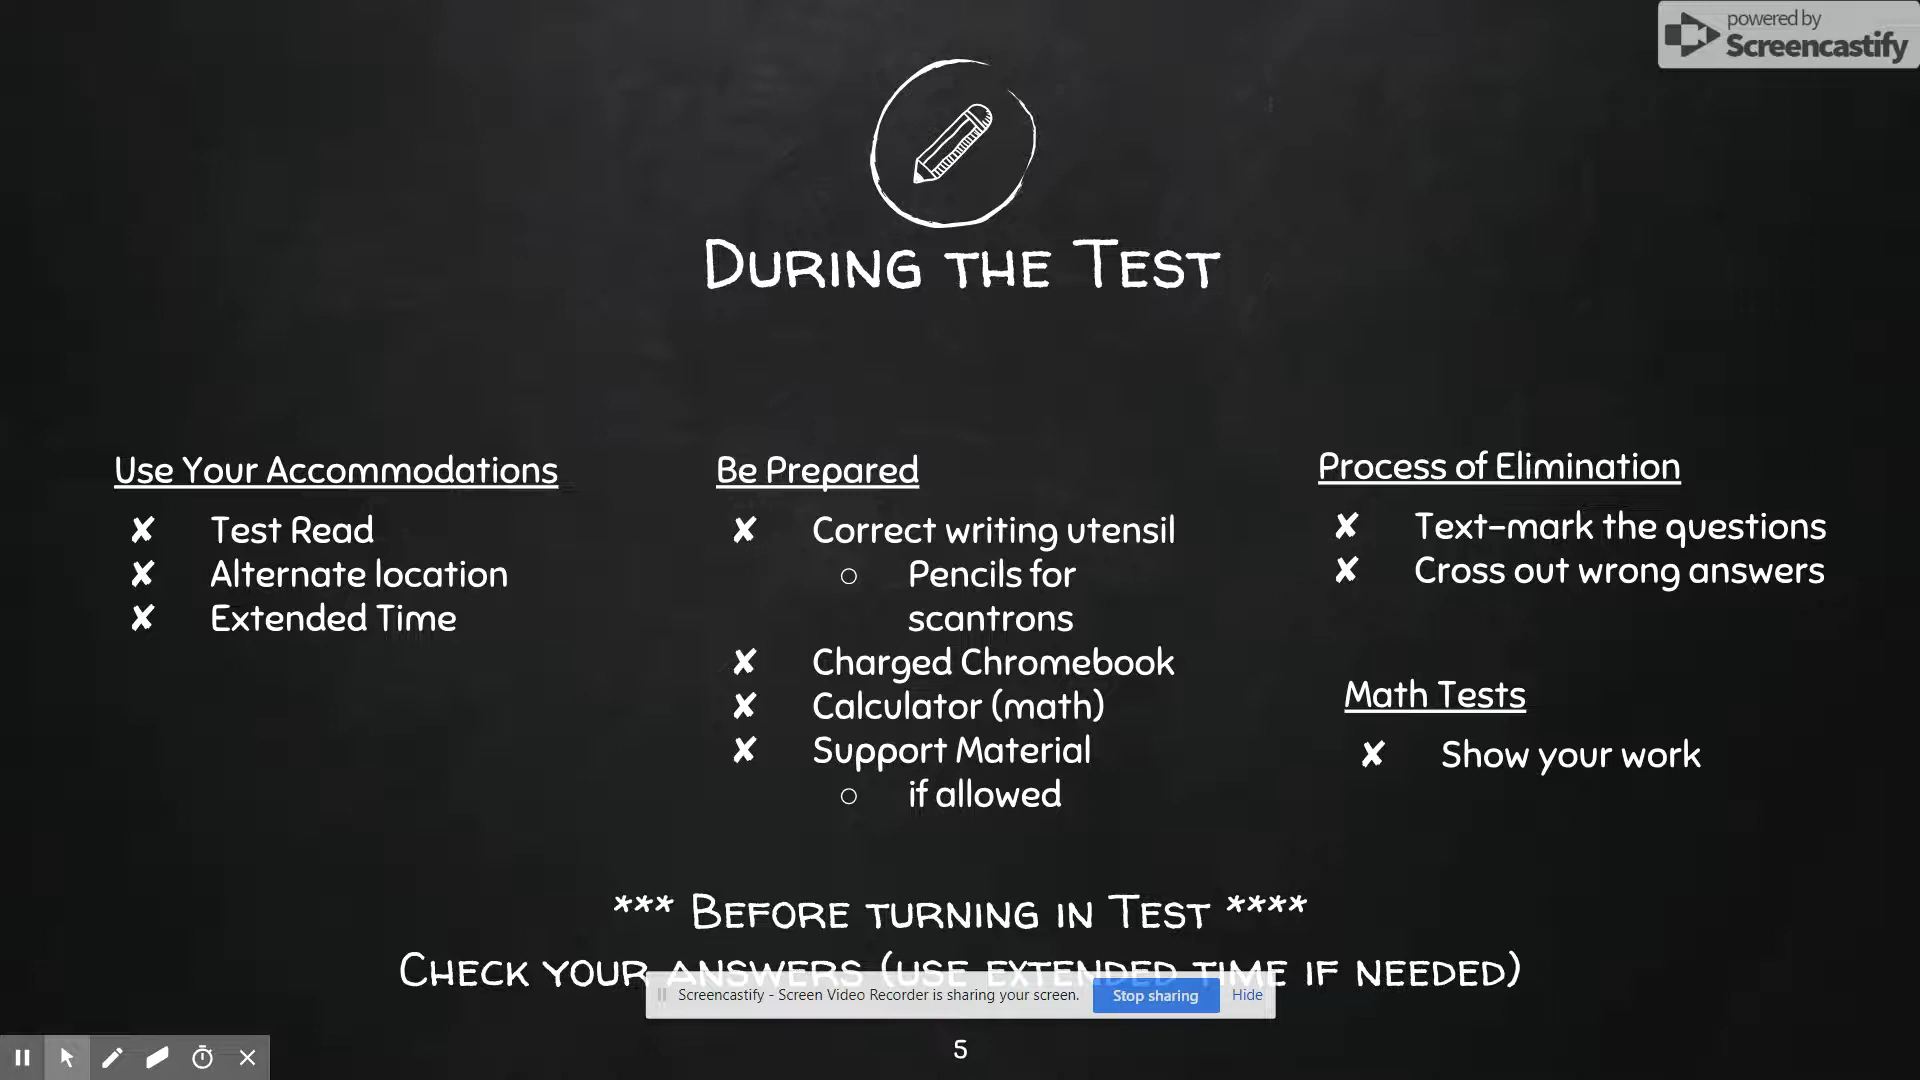 powered by
Screencastify
During the Test
Use Your Accommodations
✘ Test Read
✘ Alternate location
✘ Extended Time
Be Prepared
✘ Correct writing utensil
○ Pencils for
scantrons
✘ Charged Chromebook
✘ Calculator (math)
✘ Support Material
○ if allowed
Process of Elimination
✘ Text-mark the questions
✘ Cross out wrong answers
Math Tests
✘ Show your work
*** Before turning in Test ****
Check your answers (use extended time if needed)
Screencastify - Screen Video Recorder is sharing your screen. Stop sharing Hide
5